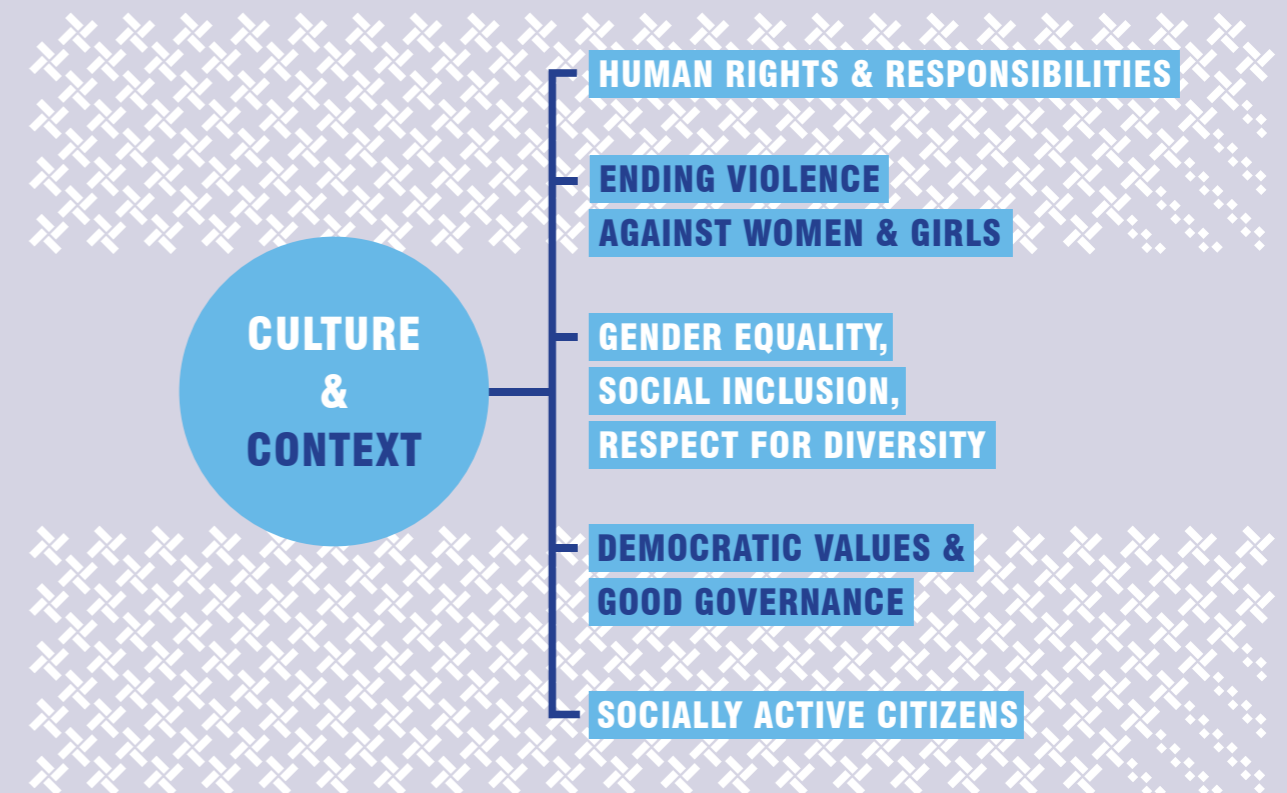 CULTURE
&
CONTEXT
HUMAN RIGHTS & RESPONSIBILITIES
ENDING VIOLENCE
AGAINST WOMEN & GIRLS
GENDER EQUALITY,
SOCIAL INCLUSION,
RESPECT FOR DIVERSITY
DEMOCRATIC VALUES &
GOOD GOVERNANCE
SOCIALLY ACTIVE CITIZENS